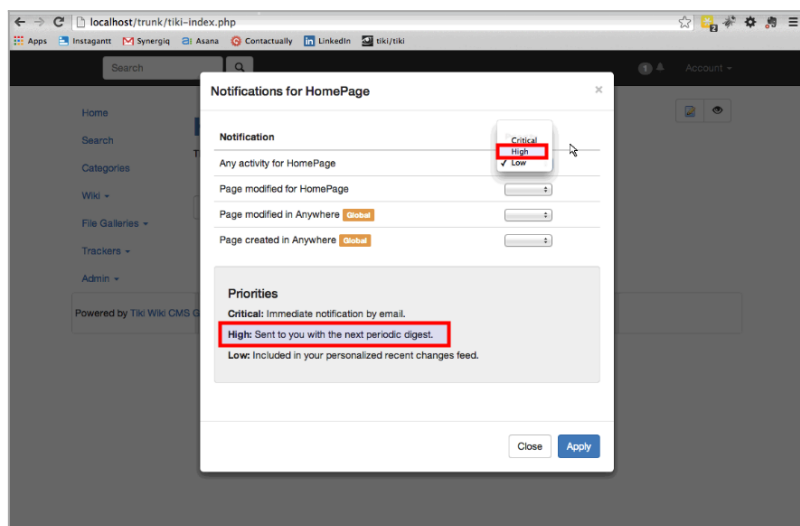 localhost/trunk/tiki-index.php
2
Apps Instagantt Synergiq Asana Contactually LinkedIn tiki/tiki
Search
1 Account
Notifications for HomePage ×
Home
Search
Categories
Wiki
File Galleries
Trackers
Admin
Powered by Tiki Wiki CMS G
Notification
Critical
High
✓ Low
Any activity for HomePage
Page modified for HomePage
Page modified in Anywhere Global
Page created in Anywhere Global
Priorities
Critical: Immediate notification by email.
High: Sent to you with the next periodic digest.
Low: Included in your personalized recent changes feed.
Close Apply